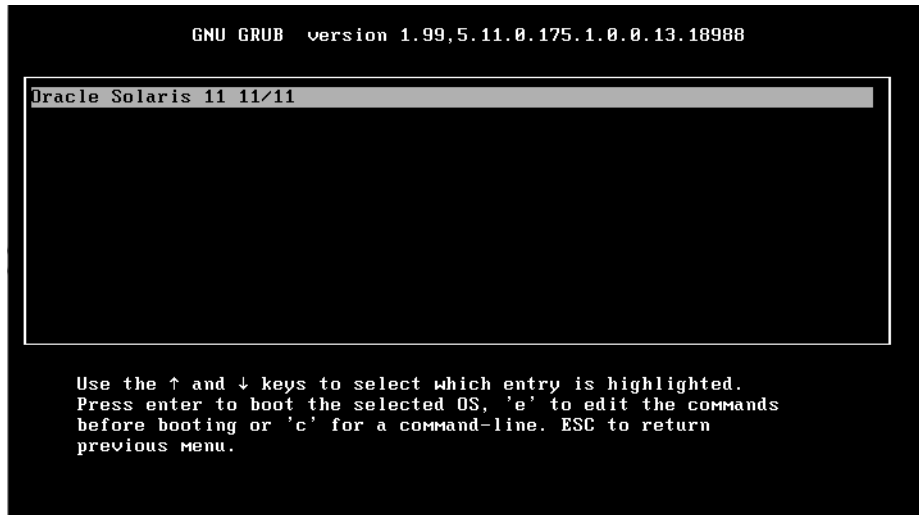 GNU GRUB version 1.99,5.11.0.175.1.0.0.13.18988
Oracle Solaris 11 11/11
Use the ↑ and ↓ keys to select which entry is highlighted.
Press enter to boot the selected OS, 'e' to edit the commands
before booting or 'c' for a command-line. ESC to return
previous menu.